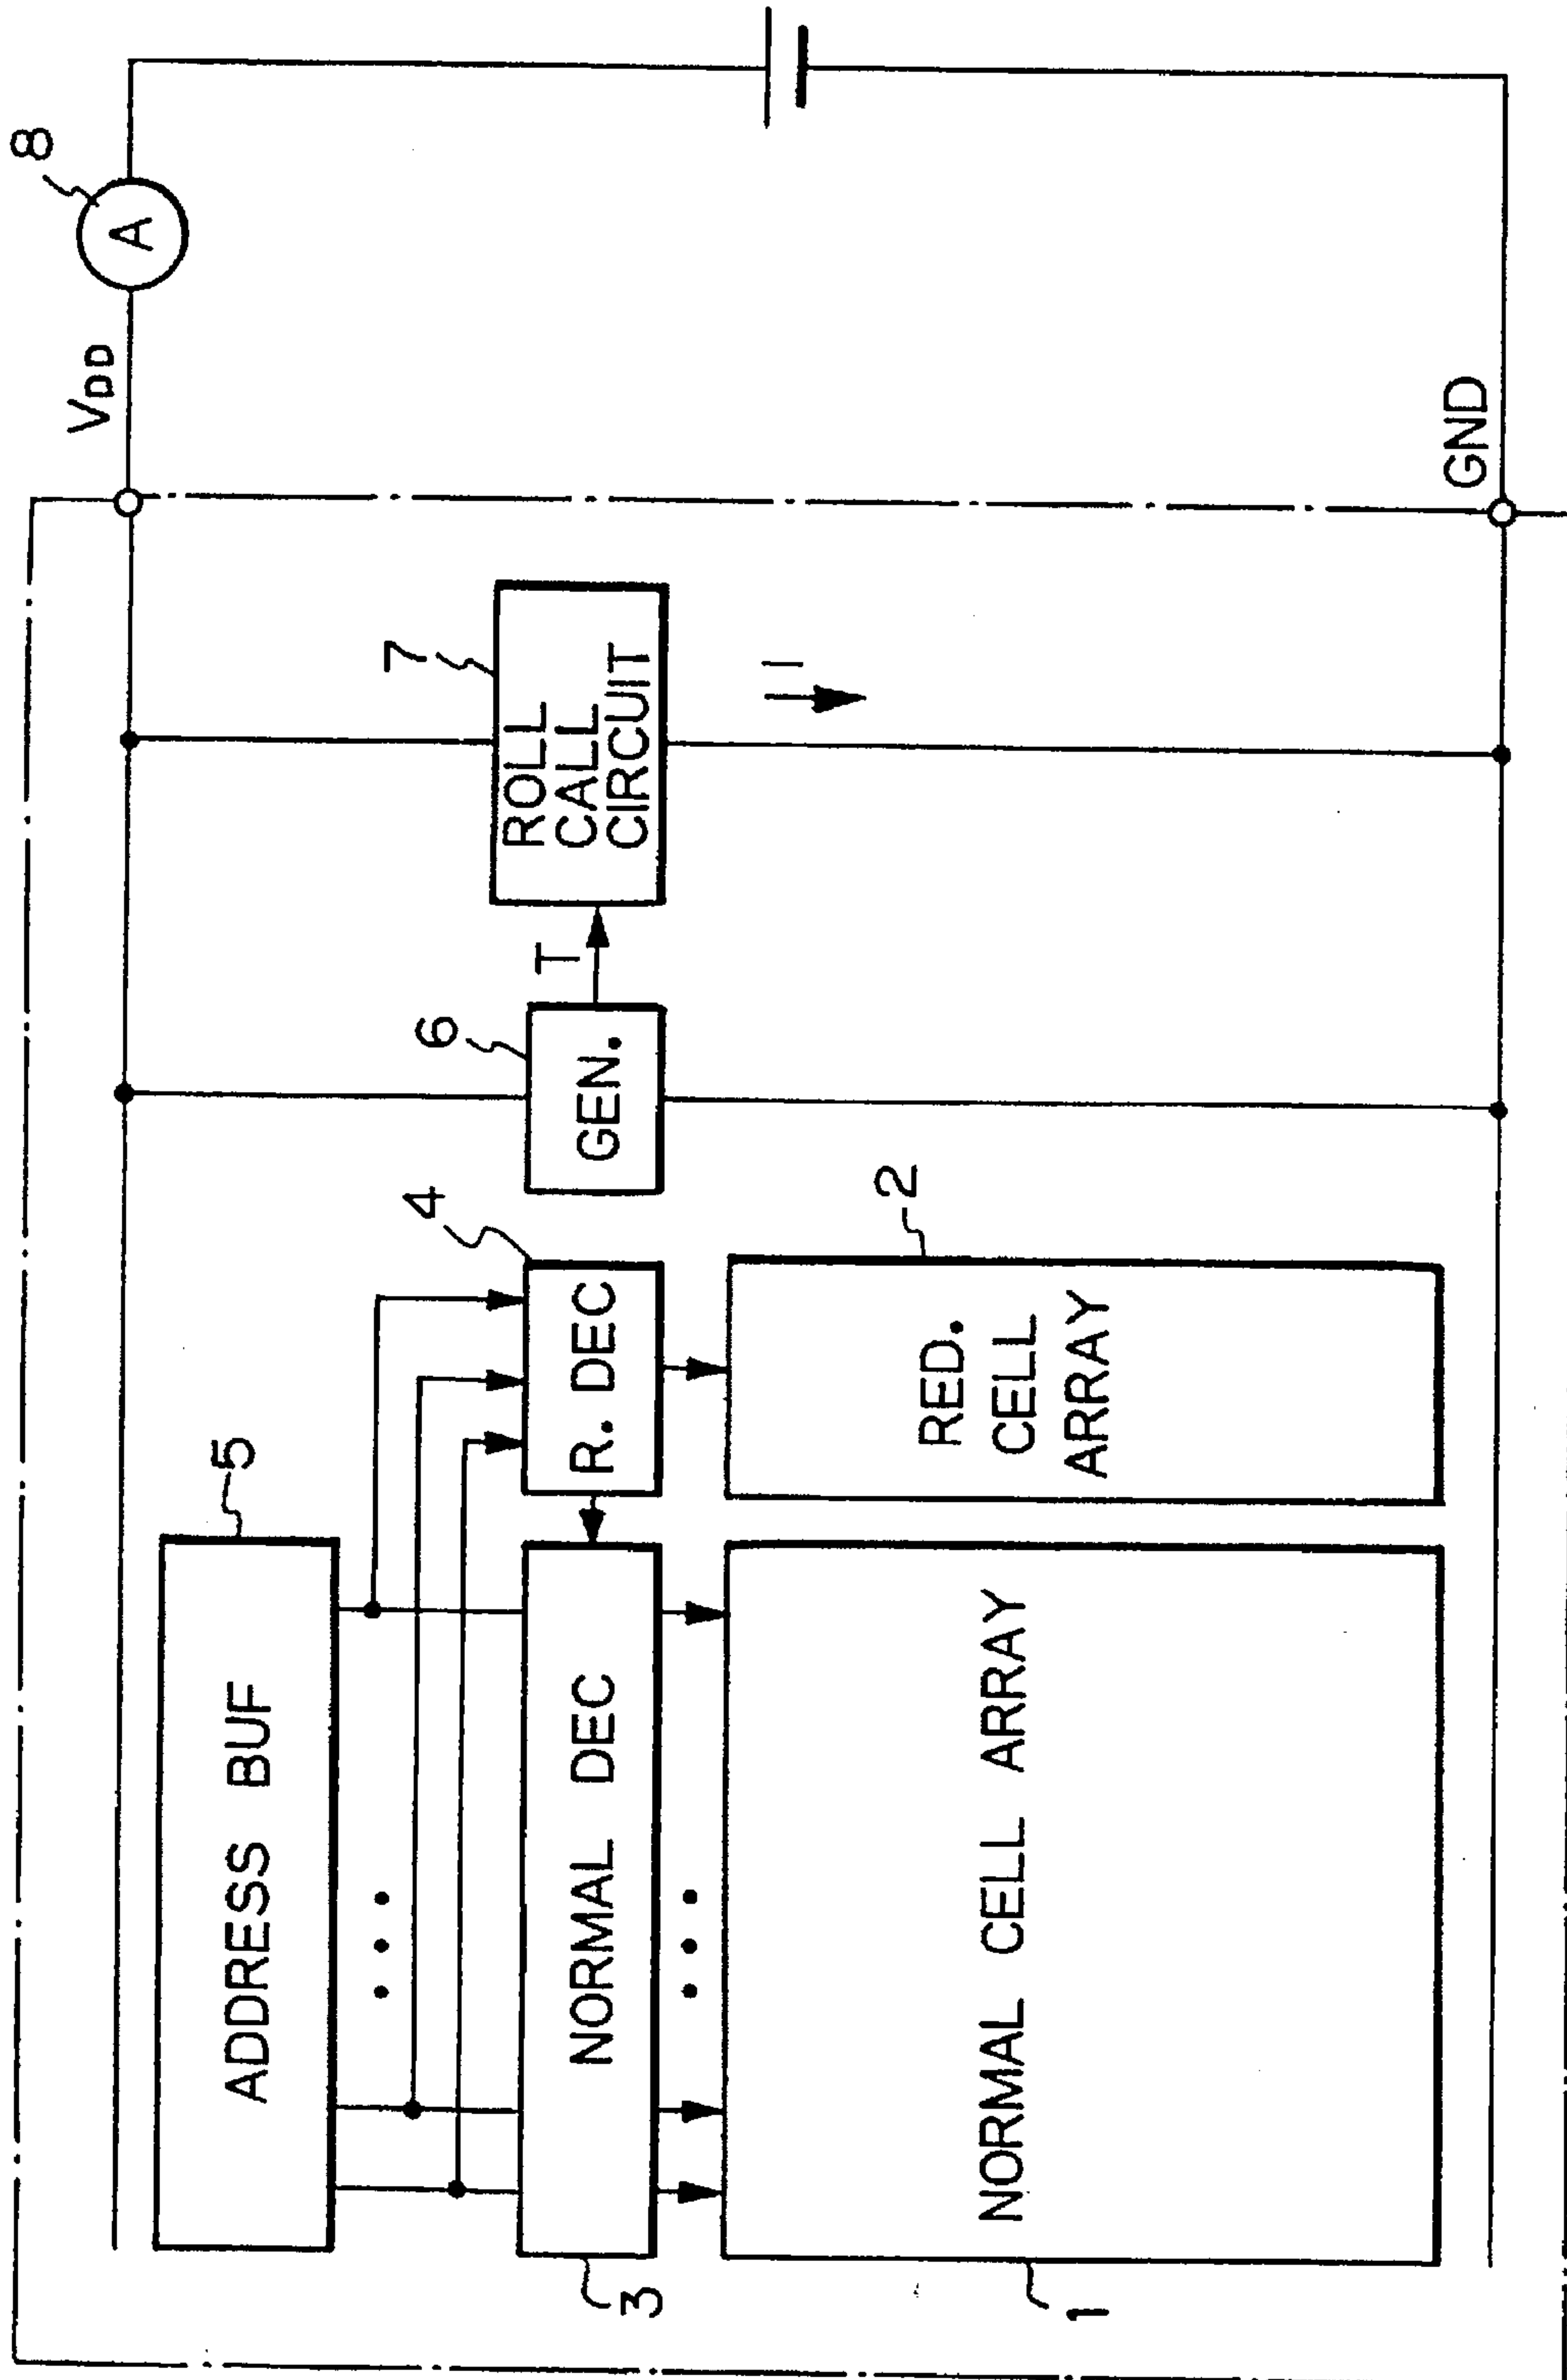 8
A
VDD
GND
7
ROLL
CALL
CIRCUIT
I
T
6
GEN.
4
R. DEC
2
RED.
CELL
ARRAY
5
ADDRESS BUF
NORMAL DEC
3
NORMAL CELL ARRAY
1